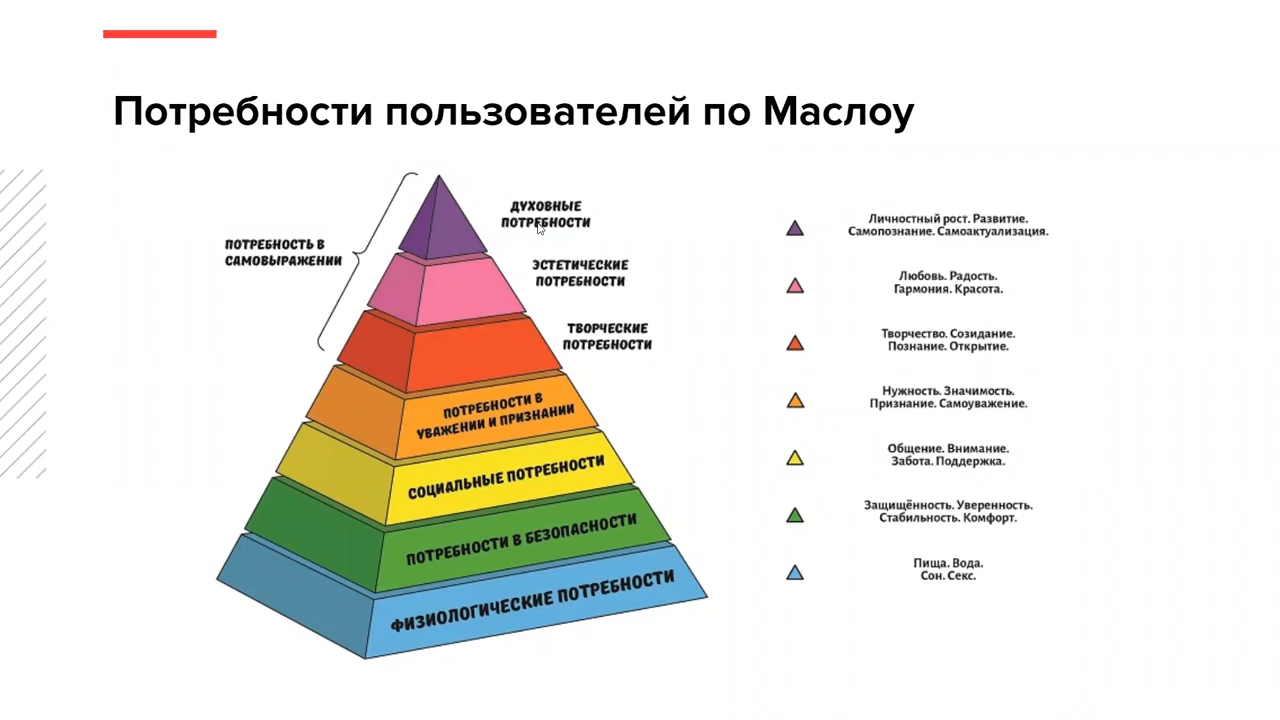 Потребности пользователей по Маслоу
ПОТРЕБНОСТЬ В
САМОВЫРАЖЕНИИ
ДУХОВНЫЕ
ПОТРЕБНОСТИ
ЭСТЕТИЧЕСКИЕ
ПОТРЕБНОСТИ
ТВОРЧЕСКИЕ
ПОТРЕБНОСТИ
ПОТРЕБНОСТИ В
УВАЖЕНИИ И ПРИЗНАНИИ
СОЦИАЛЬНЫЕ ПОТРЕБНОСТИ
ПОТРЕБНОСТИ В БЕЗОПАСНОСТИ
ФИЗИОЛОГИЧЕСКИЕ ПОТРЕБНОСТИ
Личностный рост. Развитие.
Самопознание. Самоактуализация.
Любовь. Радость.
Гармония. Красота.
Творчество. Созидание.
Познание. Открытие.
Нужность. Значимость.
Признание. Самоуважение.
Общение. Внимание.
Забота. Поддержка.
Защищённость. Уверенность.
Стабильность. Комфорт.
Пища. Вода.
Сон. Секс.